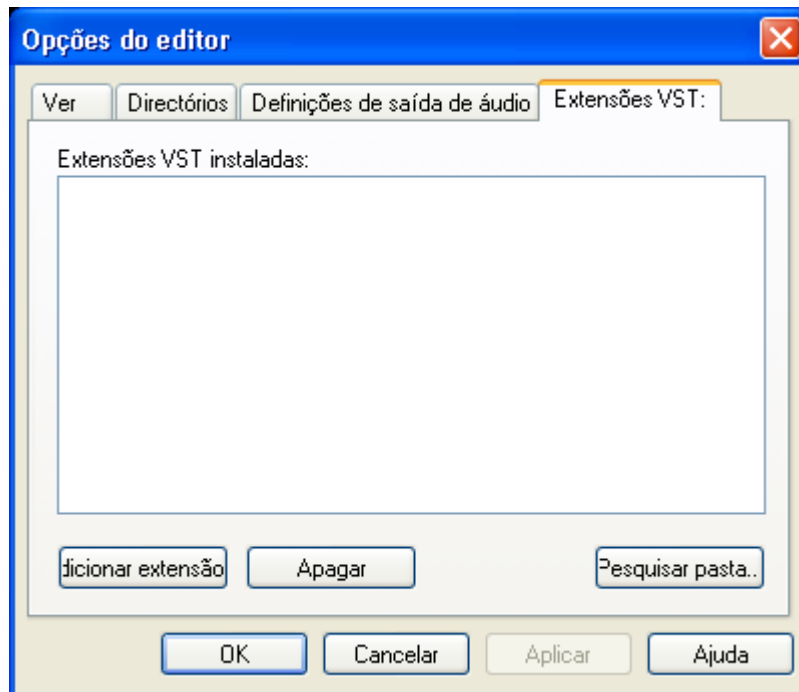 Opções do editor
Ver Directórios Definições de saída de áudio Extensões VST:
Extensões VST instaladas:
dicionar extensão Apagar Pesquisar pasta..
OK Cancelar Aplicar Ajuda